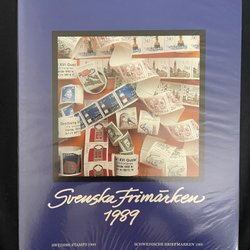 Svenska Frimärken
1989
SWEDISH STAMPS 1989
SCHWEDISCHE BRIEFMARKEN 1989